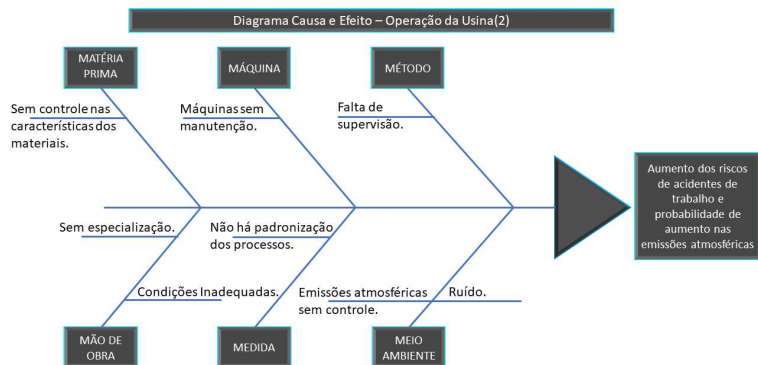 Diagrama Causa e Efeito – Operação da Usina(2)
MATÉRIA
PRIMA
MÁQUINA
MÉTODO
Sem controle nas
características dos
materiais.
Máquinas sem
manutenção.
Falta de
supervisão.
Aumento dos riscos
de acidentes de
trabalho e
probabilidade de
aumento nas
emissões atmosféricas
Sem especialização.
Não há padronização
dos processos.
Condições Inadequadas.
Emissões atmosféricas
sem controle.
Ruído.
MÃO DE
OBRA
MEDIDA
MEIO
AMBIENTE